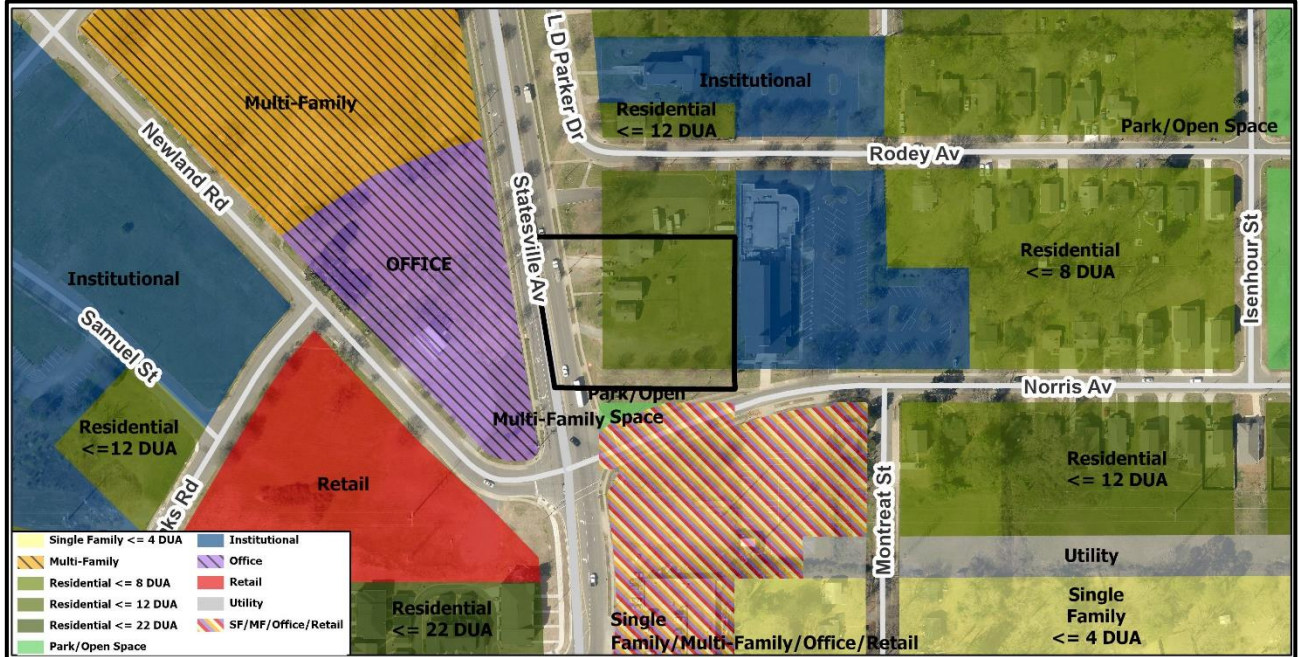 L D Parker Dr
Multi-Family
Institutional
Residential
<= 12 DUA
Park/Open Space
Rodey Av
Newland Rd
Statesville Av
OFFICE
Institutional
Samuel St
Residential
<= 8 DUA
Isenhour St
Norris Av
Park/Open
Space
Multi-Family
Residential
<=12 DUA
Retail
ks Rd
Montreat St
Residential
<= 12 DUA
Utility
Single
Family
<= 4 DUA
Residential
<= 22 DUA
Single
Family/Multi-Family/Office/Retail
Single Family <= 4 DUA
Multi-Family
Residential <= 8 DUA
Residential <= 12 DUA
Residential <= 22 DUA
Park/Open Space
Institutional
Office
Retail
Utility
SF/MF/Office/Retail